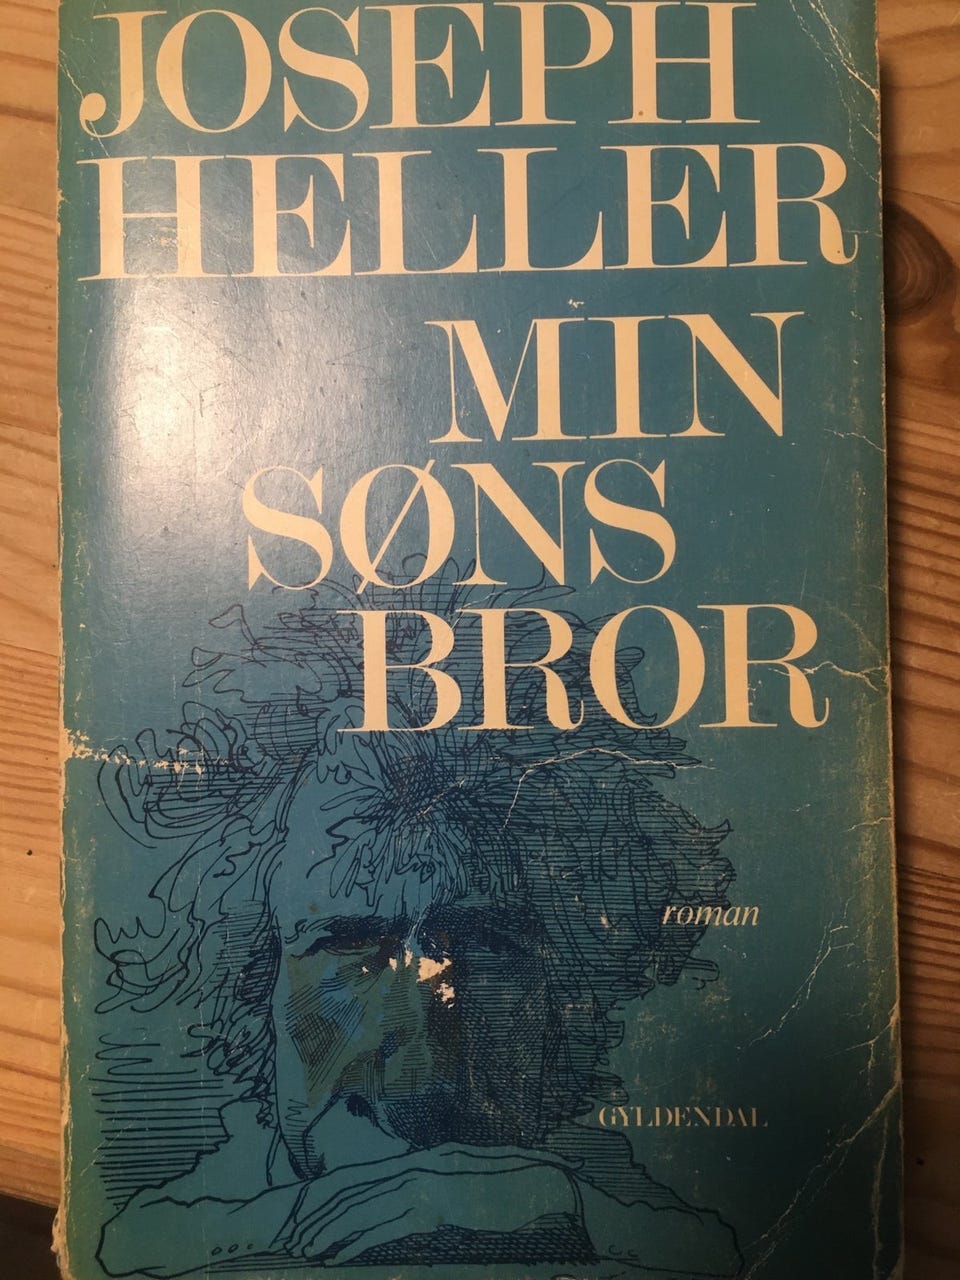 JOSEPH
HELLER
MIN
SØNS
BROR
roman
GYLDENDAL